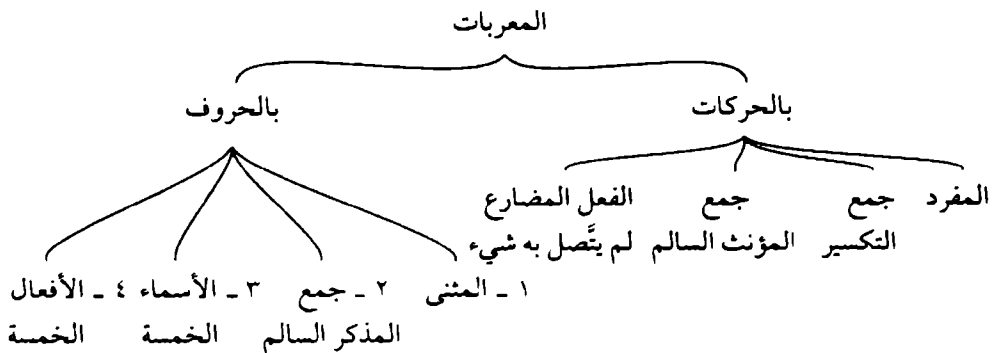 المعربات
بالحركات
بالحروف
المفرد
جمع
التكسير
جمع
المؤنث السالم
الفعل المضارع
لم يتَّصل به شيء
١ ـ المثنى
٢ ـ جمع
المذكر السالم
٣ ـ الأسماء
الخمسة
٤ ـ الأفعال
الخمسة